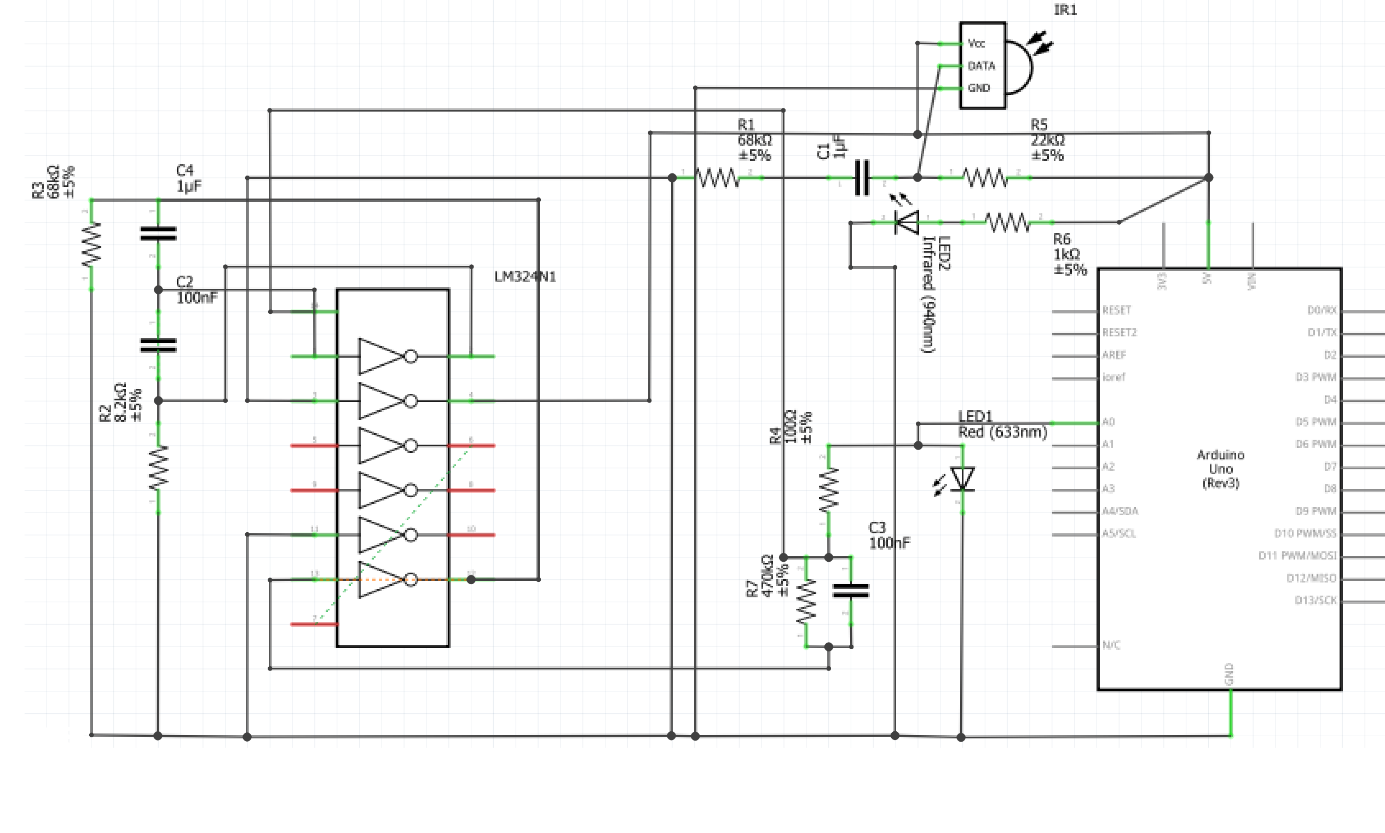 IR1
Vcc
DATA
GND
R1
68kΩ
±5%
C1
1µF
R5
22kΩ
±5%
R3
68kΩ
±5%
C4
1µF
LED2
Infrared (940nm)
R6
1kΩ
±5%
C2
100nF
LM324N1
3V3
5V
VIN
RESET
RESET2
AREF
ioref
A0
A1
A2
A3
A4/SDA
A5/SCL
N/C
D0/RX
D1/TX
D2
D3 PWM
D4
D5 PWM
D6 PWM
D7
D8
D9 PWM
D10 PWM/SS
D11 PWM/MOSI
D12/MISO
D13/SCK
GND
Arduino
Uno
(Rev3)
R2
8.2kΩ
±5%
R4
100Ω
±5%
LED1
Red (633nm)
C3
100nF
R7
470kΩ
±5%